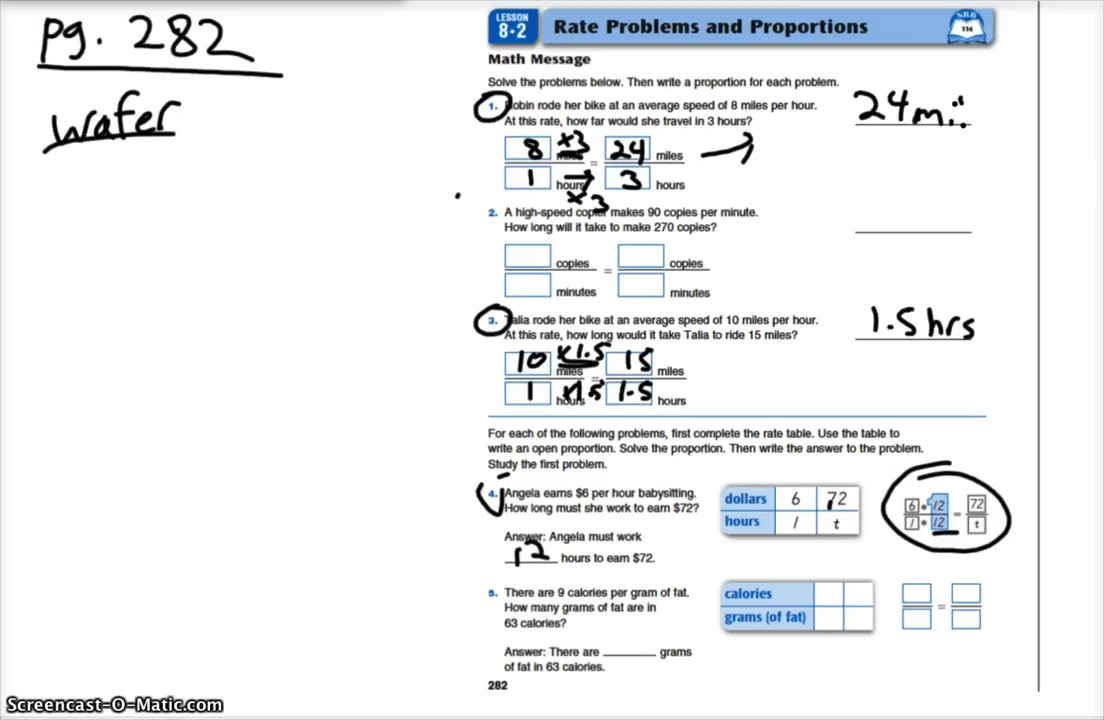 pg. 282
wafer
LESSON
8·2
Rate Problems and Proportions
SRB
116
Math Message
Solve the problems below. Then write a proportion for each problem.
1. Robin rode her bike at an average speed of 8 miles per hour.
At this rate, how far would she travel in 3 hours?
24 mi.
8 miles ×3 = 24 miles
1 hours ×3 3 hours
2. A high-speed copier makes 90 copies per minute.
How long will it take to make 270 copies?
copies = copies
minutes minutes
3. Talia rode her bike at an average speed of 10 miles per hour.
At this rate, how long would it take Talia to ride 15 miles?
1.5 hrs
10 miles ×1.5 = 15 miles
1 hours ×1.5 1.5 hours
For each of the following problems, first complete the rate table. Use the table to
write an open proportion. Solve the proportion. Then write the answer to the problem.
Study the first problem.
4. Angela earns $6 per hour babysitting.
How long must she work to earn $72?
Answer: Angela must work
12 hours to earn $72.
dollars 6 72
hours 1 t
6 * 12 = 72
1 * 12 t
5. There are 9 calories per gram of fat.
How many grams of fat are in
63 calories?
Answer: There are ________ grams
of fat in 63 calories.
calories
grams (of fat)
=
282
Screencast-O-Matic.com